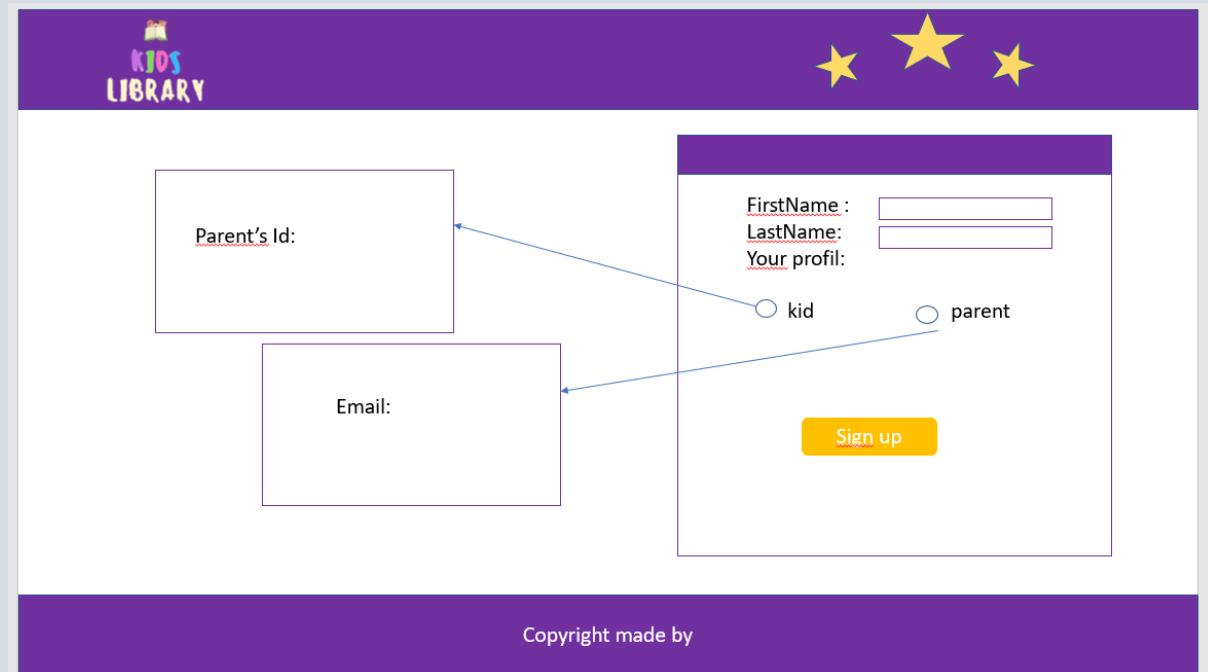 KIDS
LIBRARY
Parent's Id:
Email:
FirstName :
LastName:
Your profil:
kid
parent
Sign up
Copyright made by